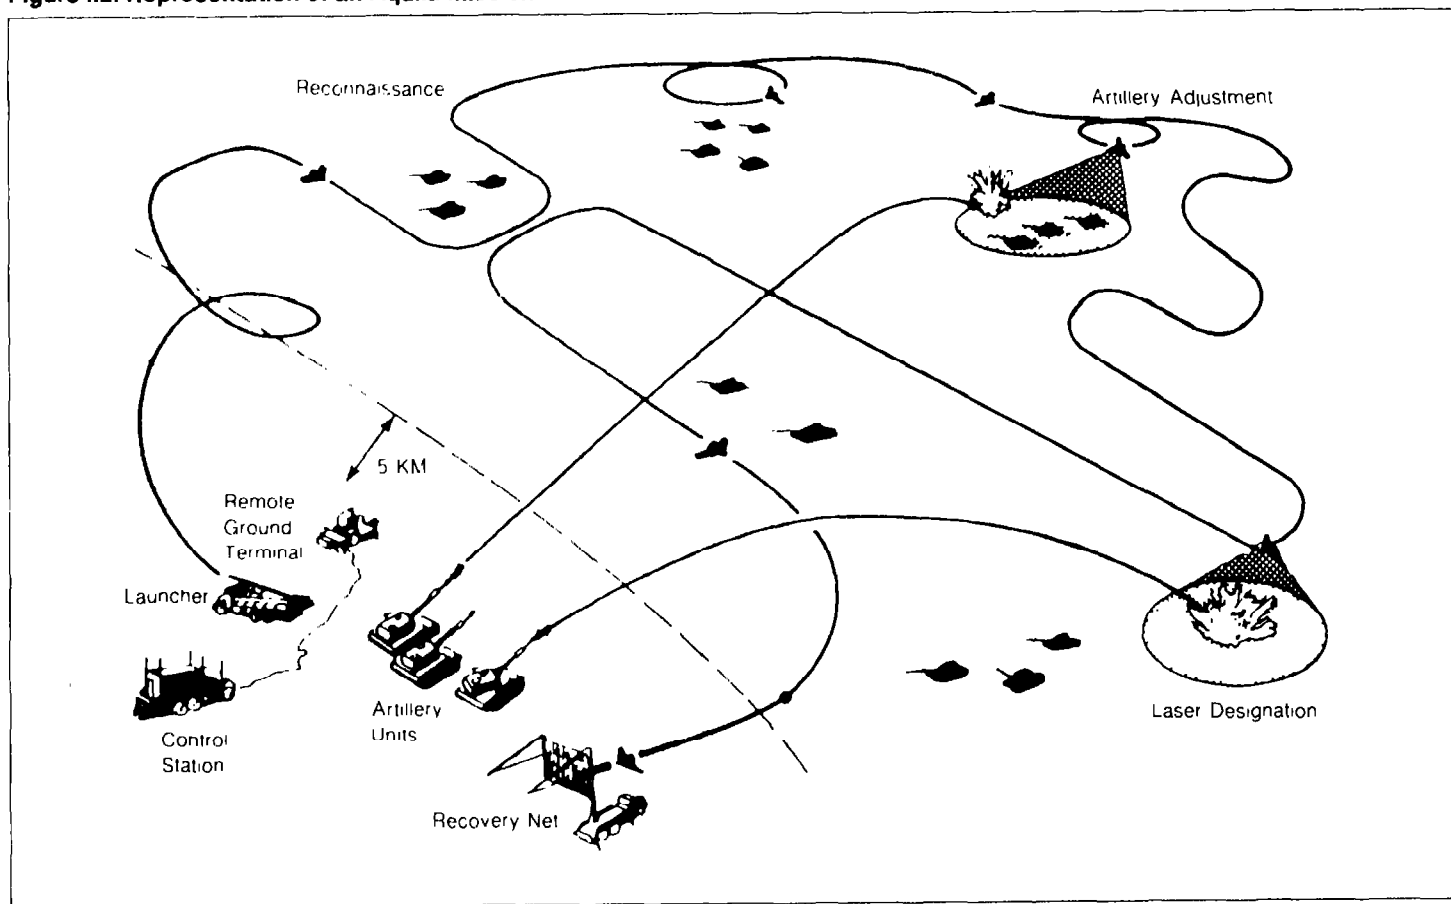 Reconnaissance
Artillery Adjustment
5 KM
Remote
Ground
Terminal
Launcher
Artillery
Units
Control
Station
Laser Designation
Recovery Net